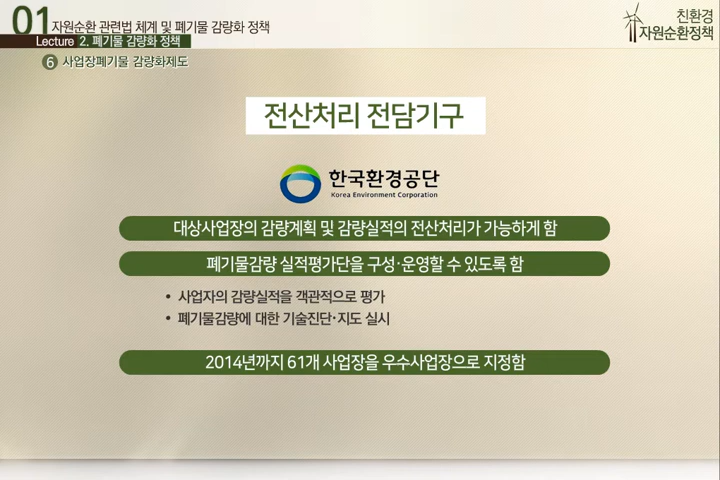 01 자원순환 관련법 체계 및 폐기물 감량화 정책
Lecture 2. 폐기물 감량화 정책
친환경
자원순환정책
6 사업장폐기물 감량화제도
전산처리 전담기구
한국환경공단
Korea Environment Corporation
대상사업장의 감량계획 및 감량실적의 전산처리가 가능하게 함
폐기물감량 실적평가단을 구성·운영할 수 있도록 함
• 사업자의 감량실적을 객관적으로 평가
• 폐기물감량에 대한 기술진단·지도 실시
2014년까지 61개 사업장을 우수사업장으로 지정함